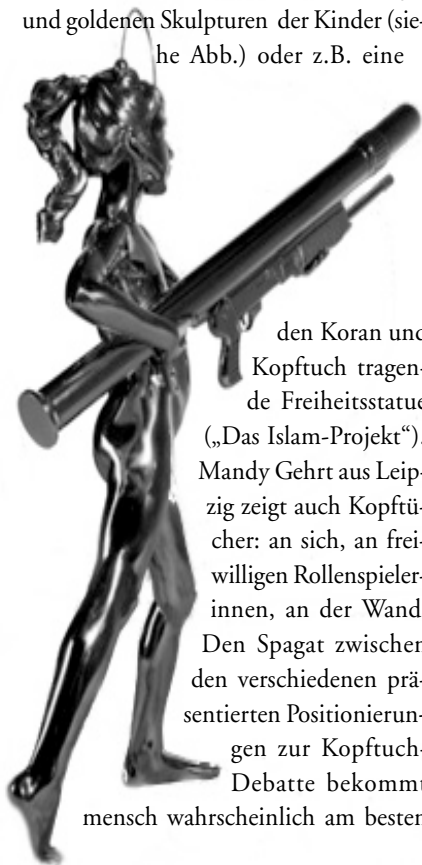 und goldenen Skulpturen der Kinder (sie-
he Abb.) oder z.B. eine
den Koran und
Kopftuch tragen-
de Freiheitsstatue
(„Das Islam-Projekt“).
Mandy Gehrt aus Leip-
zig zeigt auch Kopftü-
cher: an sich, an frei-
willigen Rollenspieler-
innen, an der Wand
Den Spagat zwischen
den verschiedenen prä-
sentierten Positionierun-
gen zur Kopftuch-
Debatte bekommt
mensch wahrscheinlich am besten